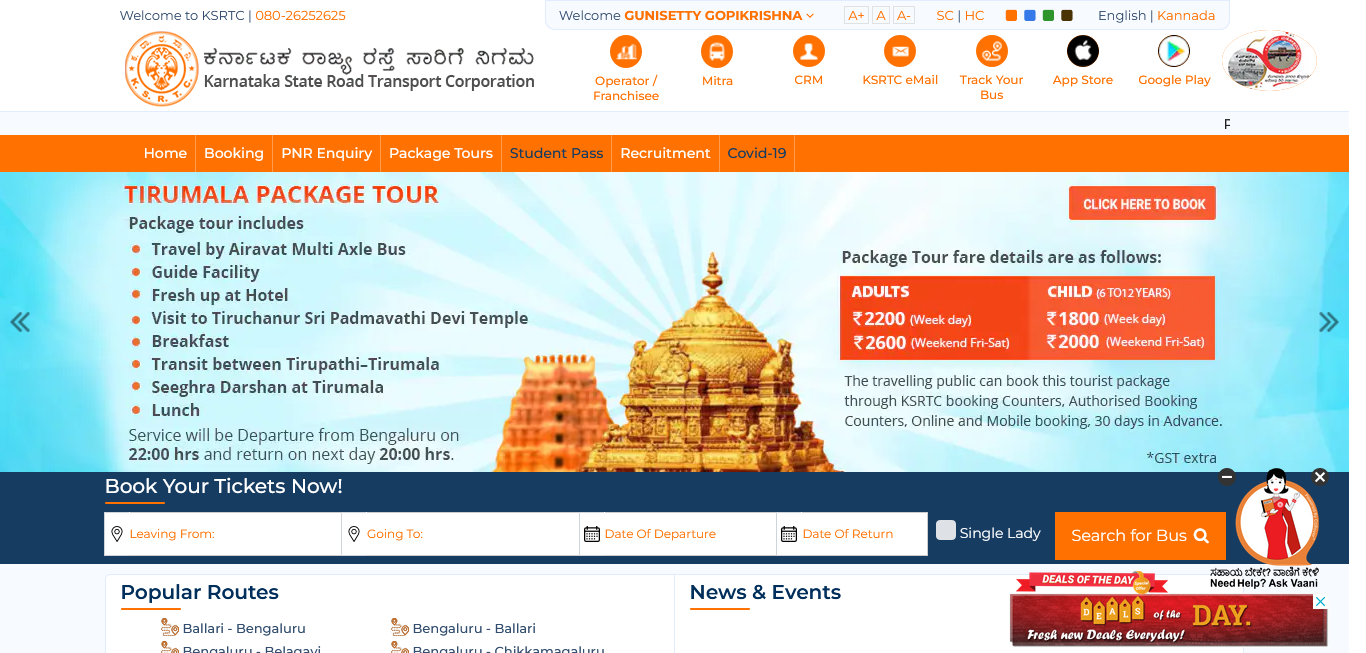 Welcome to KSRTC | 080-26252625
Welcome GUNISETTY GOPIKRISHNA
A+ A A-
SC | HC
English | Kannada
ಕರ್ನಾಟಕ ರಾಜ್ಯ ರಸ್ತೆ ಸಾರಿಗೆ ನಿಗಮ
Karnataka State Road Transport Corporation
K.S.R.T.C
Operator /
Franchisee
Mitra
CRM
KSRTC eMail
Track Your
Bus
App Store
Google Play
Home
Booking
PNR Enquiry
Package Tours
Student Pass
Recruitment
Covid-19
TIRUMALA PACKAGE TOUR
Package tour includes
Travel by Airavat Multi Axle Bus
Guide Facility
Fresh up at Hotel
Visit to Tiruchanur Sri Padmavathi Devi Temple
Breakfast
Transit between Tirupathi–Tirumala
Seeghra Darshan at Tirumala
Lunch
Service will be Departure from Bengaluru on
22:00 hrs and return on next day 20:00 hrs.
CLICK HERE TO BOOK
Package Tour fare details are as follows:
ADULTS CHILD (6 TO12 YEARS)
₹2200 (Week day) ₹1800 (Week day)
₹2600 (Weekend Fri-Sat) ₹2000 (Weekend Fri-Sat)
The travelling public can book this tourist package
through KSRTC booking Counters, Authorised Booking
Counters, Online and Mobile booking, 30 days in Advance.
*GST extra
Book Your Tickets Now!
Leaving From:
Going To:
Date Of Departure
Date Of Return
Single Lady
Search for Bus
ಸಹಾಯ ಬೇಕೇ? ವಾಣಿಗೆ ಕೇಳಿ
Need Help? Ask Vaani
Popular Routes
Ballari - Bengaluru
Bengaluru - Ballari
Bengaluru - Belagavi
Bengaluru - Chikkamagaluru
News & Events
DEALS OF THE DAY
DEALS of the DAY.
Fresh new Deals Everyday!